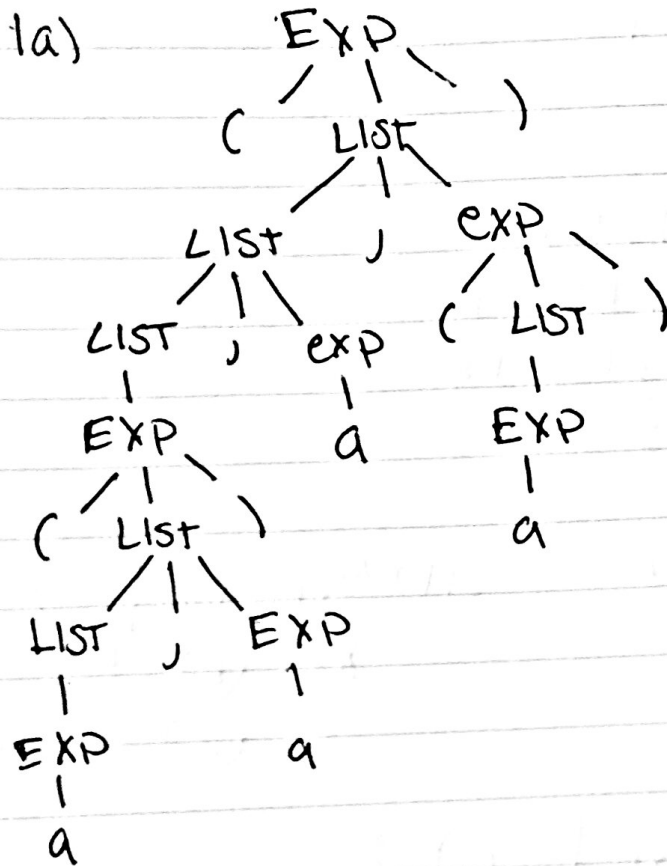 1a) EXP
( LIST )
LIST , exp
LIST , exp ( LIST )
EXP a EXP
( LIST ) a
LIST , EXP
EXP a
a